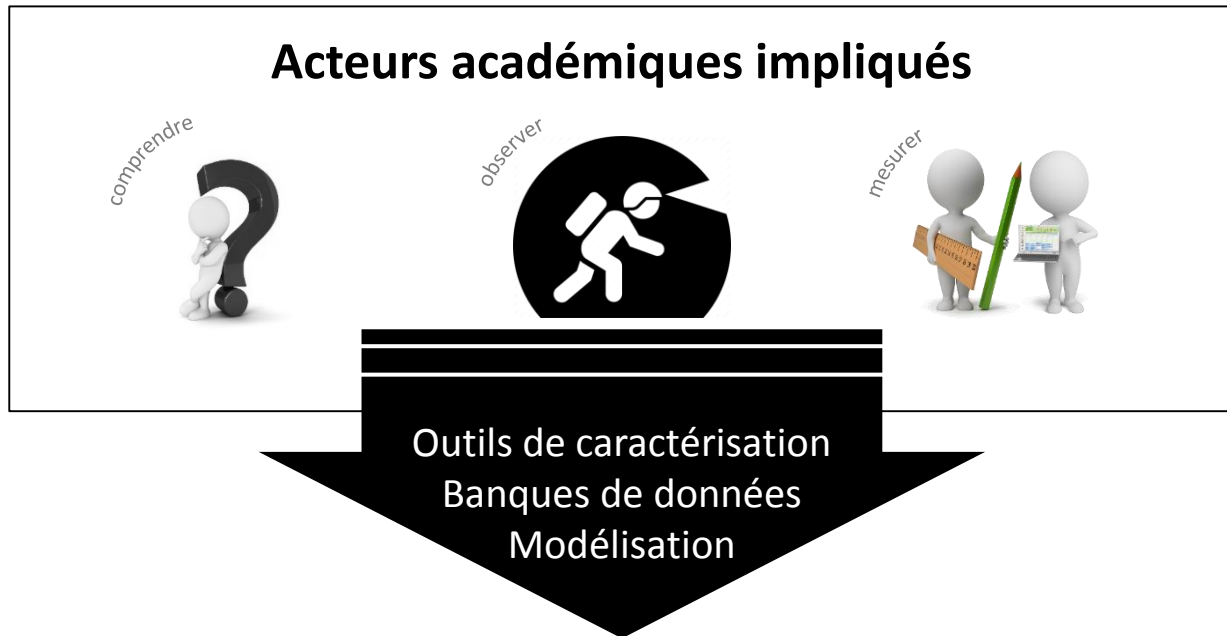 Acteurs académiques impliqués
comprendre
observer
mesurer
Outils de caractérisation
Banques de données
Modélisation